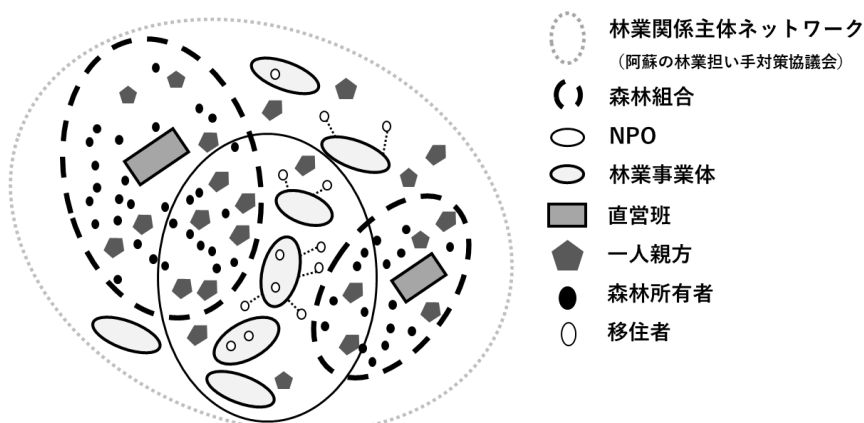 林業関係主体ネットワーク
（阿蘇の林業担い手対策協議会）
森林組合
NPO
林業事業体
直営班
一人親方
森林所有者
移住者